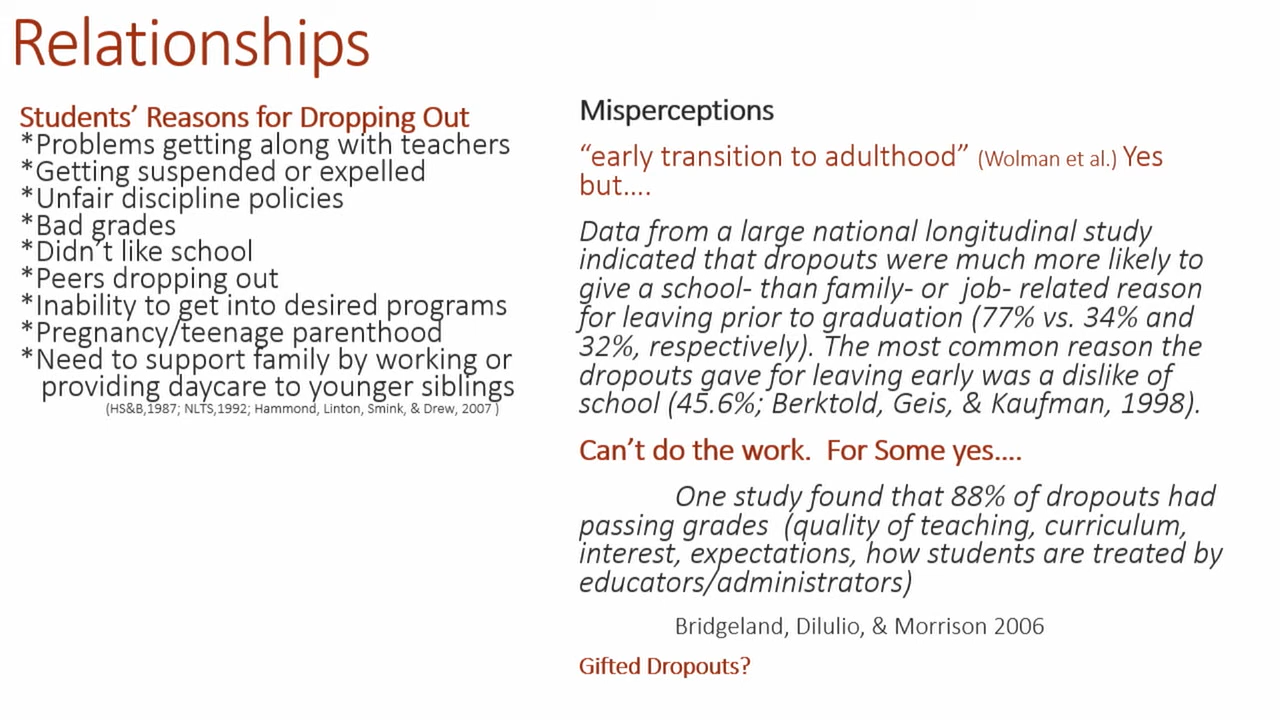 Relationships
Students’ Reasons for Dropping Out
*Problems getting along with teachers
*Getting suspended or expelled
*Unfair discipline policies
*Bad grades
*Didn’t like school
*Peers dropping out
*Inability to get into desired programs
*Pregnancy/teenage parenthood
*Need to support family by working or
providing daycare to younger siblings
(HS&B,1987; NLTS,1992; Hammond, Linton, Smink, & Drew, 2007 )
Misperceptions
“early transition to adulthood” (Wolman et al.) Yes
but….
Data from a large national longitudinal study
indicated that dropouts were much more likely to
give a school- than family- or job- related reason
for leaving prior to graduation (77% vs. 34% and
32%, respectively). The most common reason the
dropouts gave for leaving early was a dislike of
school (45.6%; Berktold, Geis, & Kaufman, 1998).
Can’t do the work. For Some yes….
One study found that 88% of dropouts had
passing grades (quality of teaching, curriculum,
interest, expectations, how students are treated by
educators/administrators)
Bridgeland, Dilulio, & Morrison 2006
Gifted Dropouts?